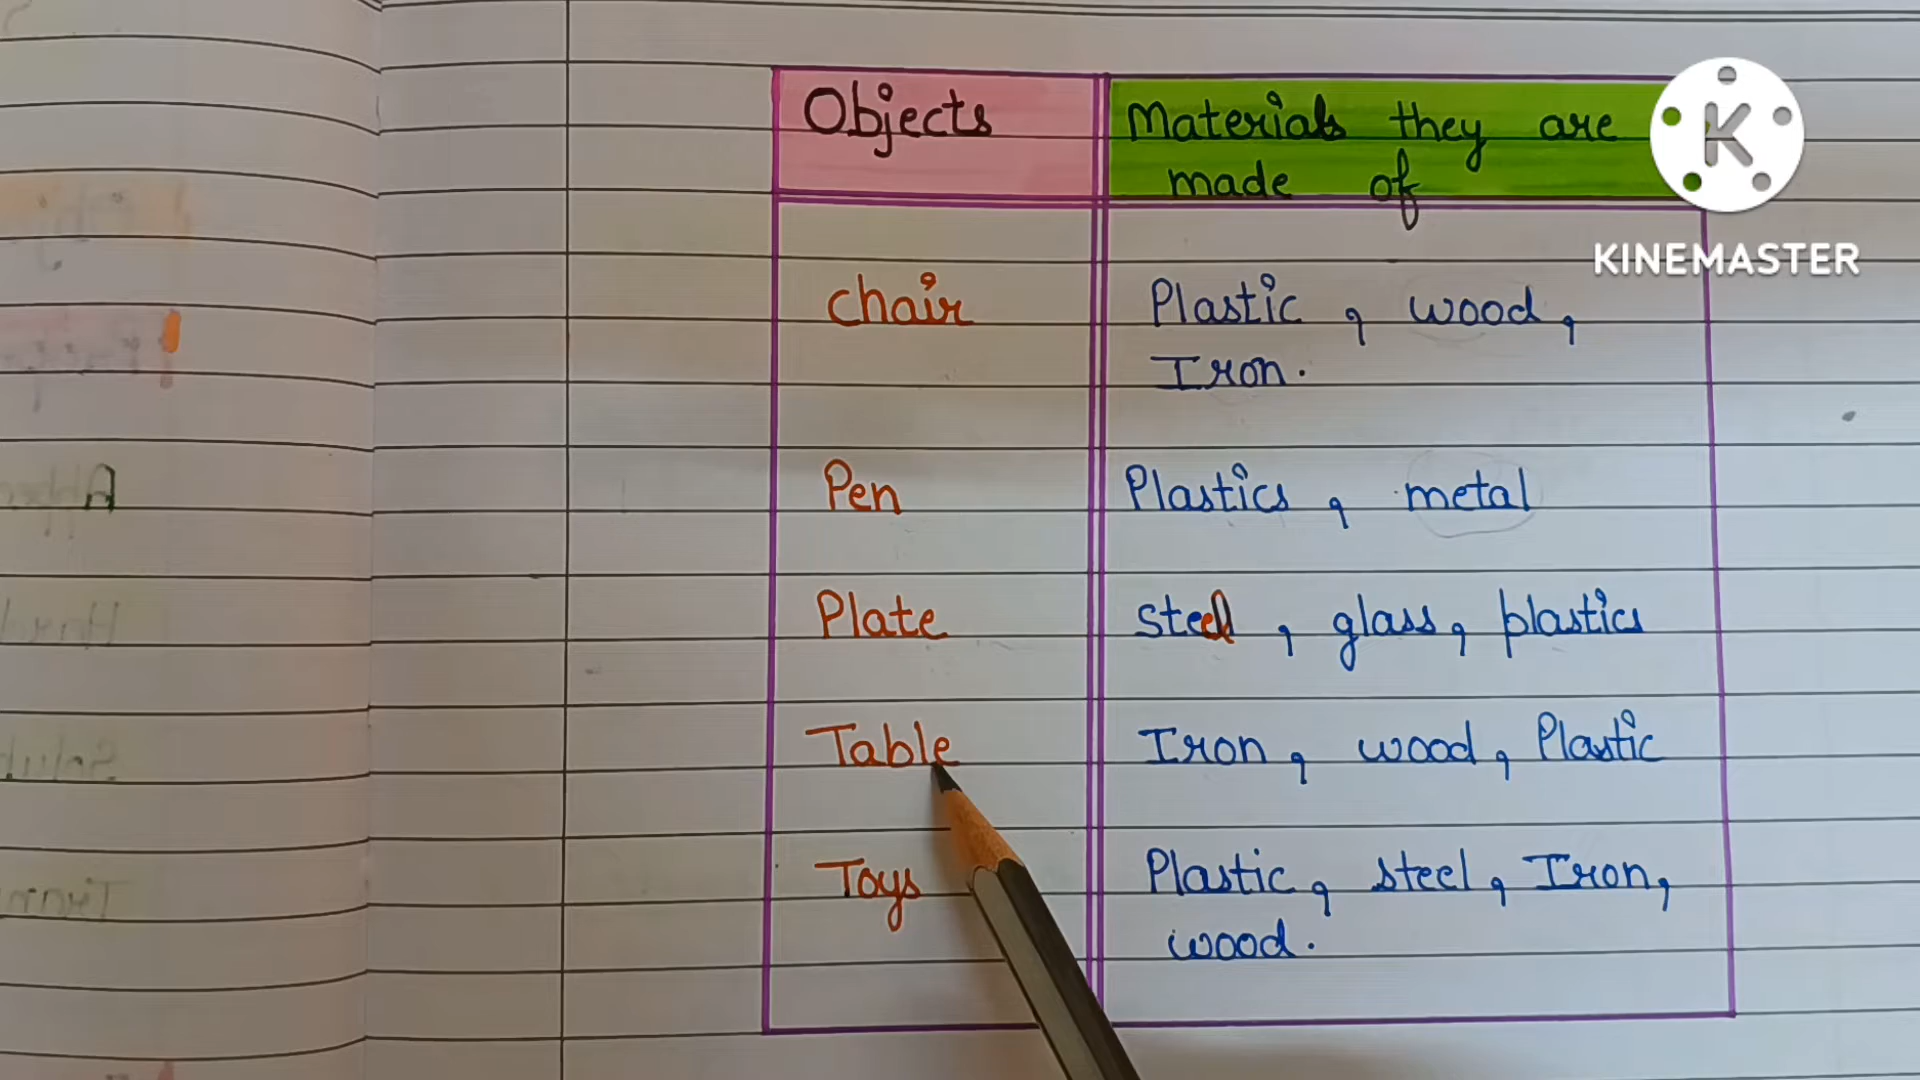 Objects
Materials they are
made of
KINEMASTER
Chair
Plastic, wood,
Iron.
Pen
Plastics, metal
Plate
steel, glass, plastics
Table
Iron, wood, Plastic
Toys
Plastic, steel, Iron,
wood.